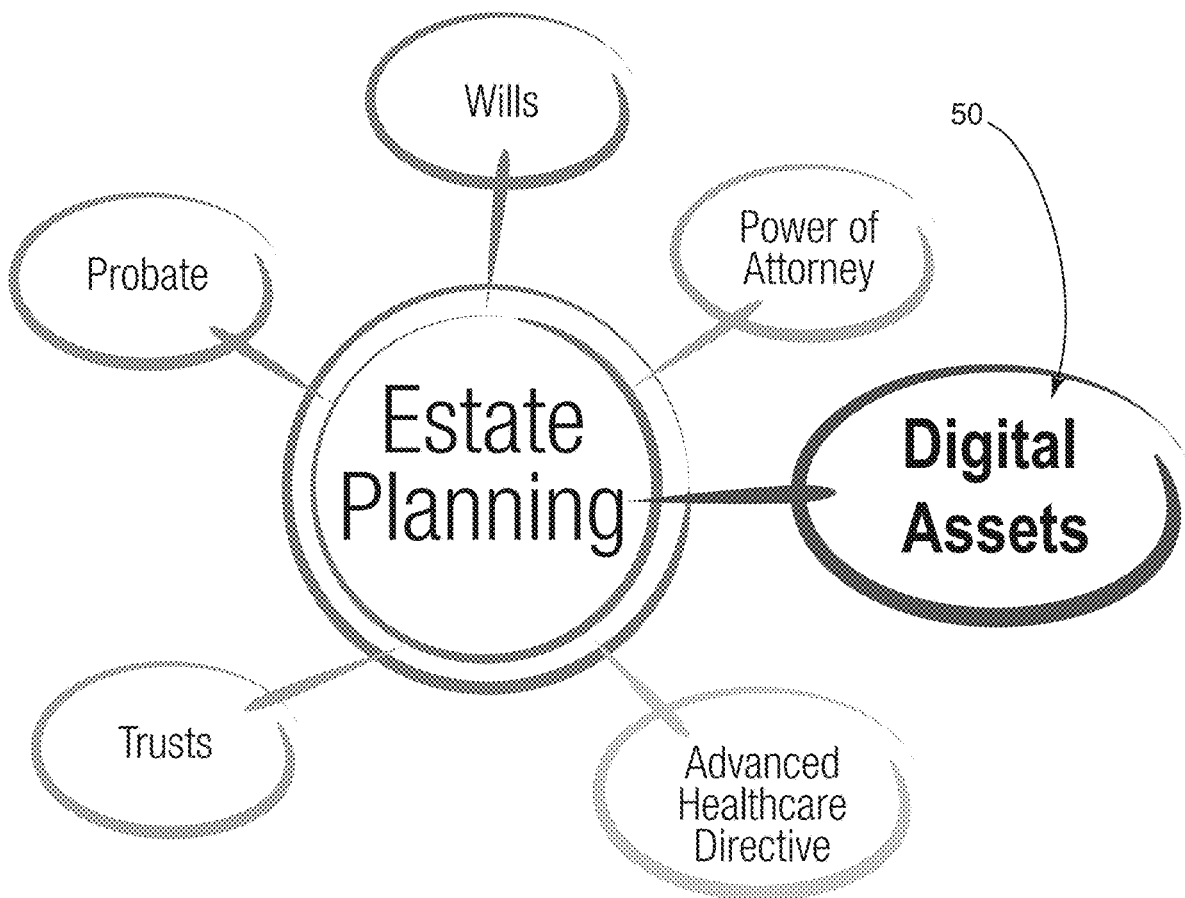 Wills
50
Power of
Attorney
Probate
Estate
Planning
Digital
Assets
Trusts
Advanced
Healthcare
Directive